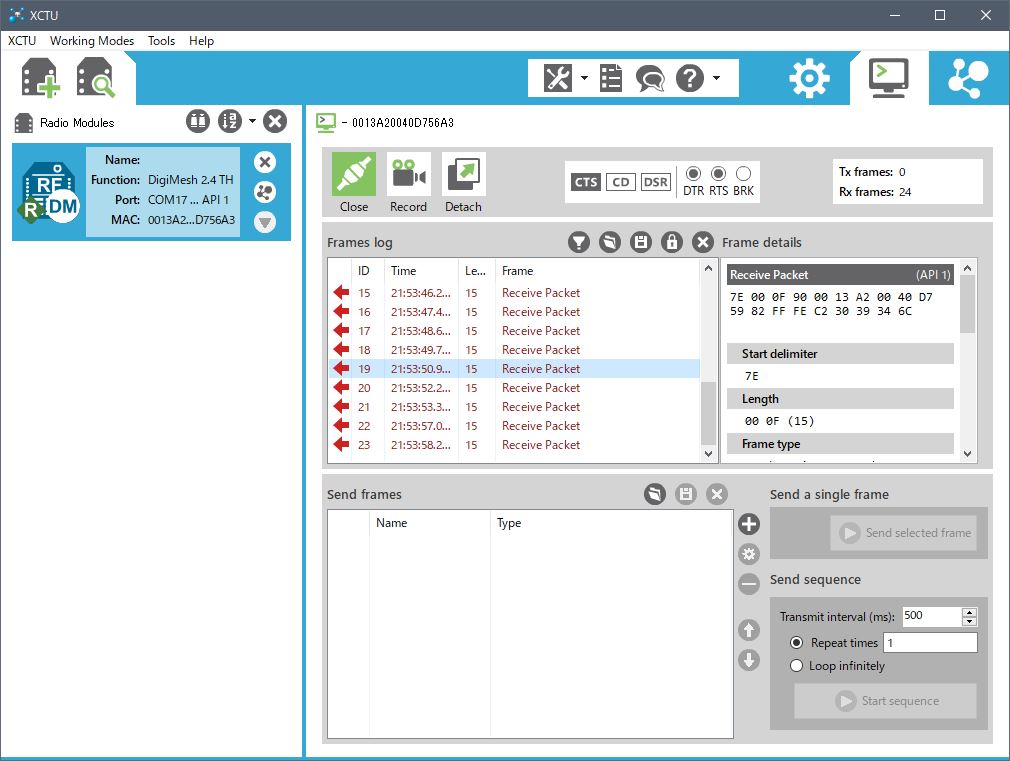 XCTU
XCTU Working Modes Tools Help
Radio Modules
- 0013A20040D756A3
RF
R DM
Name:
Function: DigiMesh 2.4 TH
Port: COM17 ... API 1
MAC: 0013A2...D756A3
Close Record Detach
CTS CD DSR
DTR RTS BRK
Tx frames: 0
Rx frames: 24
Frames log
ID Time Le... Frame
15 21:53:46.2... 15 Receive Packet
16 21:53:47.4... 15 Receive Packet
17 21:53:48.6... 15 Receive Packet
18 21:53:49.7... 15 Receive Packet
19 21:53:50.9... 15 Receive Packet
20 21:53:52.2... 15 Receive Packet
21 21:53:53.3... 15 Receive Packet
22 21:53:57.0... 15 Receive Packet
23 21:53:58.2... 15 Receive Packet
Frame details
Receive Packet (API 1)
7E 00 0F 90 00 13 A2 00 40 D7
59 82 FF FE C2 30 39 34 6C
Start delimiter
7E
Length
00 0F (15)
Frame type
Send frames
Name Type
Send a single frame
Send selected frame
Send sequence
Transmit interval (ms): 500
Repeat times 1
Loop infinitely
Start sequence